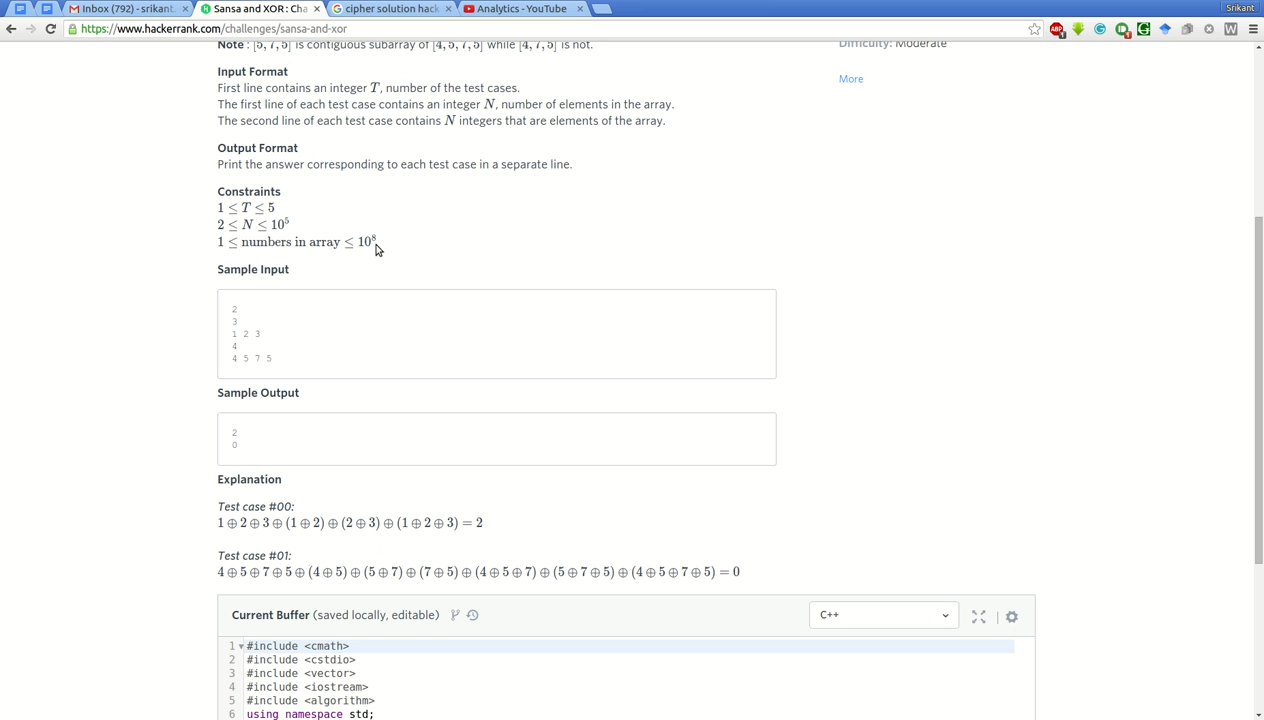 Inbox (792) - srikant.
Sansa and XOR : Cha
cipher solution hack
Analytics - YouTube
Srikant
https://www.hackerrank.com/challenges/sansa-and-xor
Note : [5, 7, 5] is contiguous subarray of [4, 5, 7, 5] while [4, 7, 5] is not.
Difficulty: Moderate
More
Input Format
First line contains an integer T, number of the test cases.
The first line of each test case contains an integer N, number of elements in the array.
The second line of each test case contains N integers that are elements of the array.
Output Format
Print the answer corresponding to each test case in a separate line.
Constraints
1 ≤ T ≤ 5
2 ≤ N ≤ 10⁵
1 ≤ numbers in array ≤ 10⁸
Sample Input
2
3
1 2 3
4
4 5 7 5
Sample Output
2
0
Explanation
Test case #00:
1 ⊕ 2 ⊕ 3 ⊕ (1 ⊕ 2) ⊕ (2 ⊕ 3) ⊕ (1 ⊕ 2 ⊕ 3) = 2
Test case #01:
4 ⊕ 5 ⊕ 7 ⊕ 5 ⊕ (4 ⊕ 5) ⊕ (5 ⊕ 7) ⊕ (7 ⊕ 5) ⊕ (4 ⊕ 5 ⊕ 7) ⊕ (5 ⊕ 7 ⊕ 5) ⊕ (4 ⊕ 5 ⊕ 7 ⊕ 5) = 0
Current Buffer (saved locally, editable)
C++
1 #include <cmath>
2 #include <cstdio>
3 #include <vector>
4 #include <iostream>
5 #include <algorithm>
6 using namespace std;